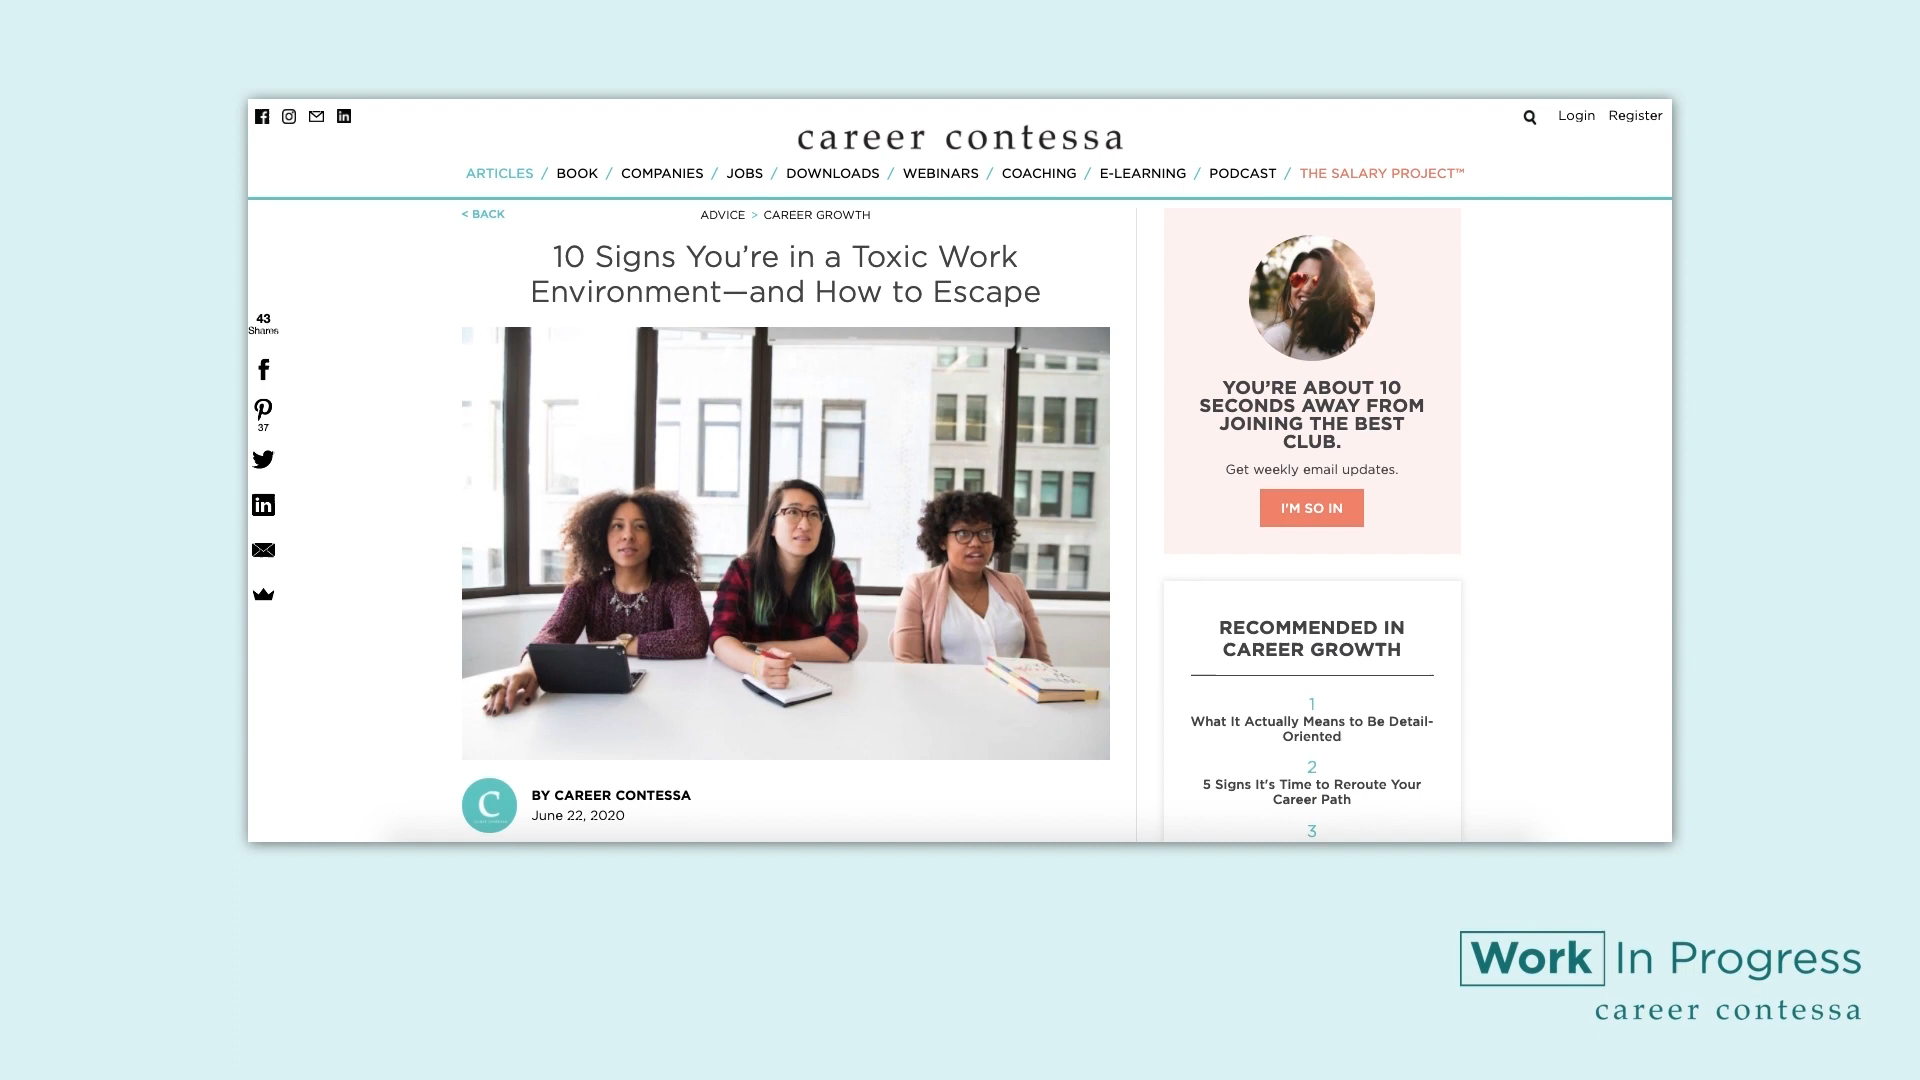 Login Register
career contessa
ARTICLES / BOOK / COMPANIES / JOBS / DOWNLOADS / WEBINARS / COACHING / E-LEARNING / PODCAST / THE SALARY PROJECT™
< BACK
ADVICE > CAREER GROWTH
10 Signs You’re in a Toxic Work
Environment—and How to Escape
43
Shares
37
BY CAREER CONTESSA
June 22, 2020
YOU’RE ABOUT 10
SECONDS AWAY FROM
JOINING THE BEST
CLUB.
Get weekly email updates.
I'M SO IN
RECOMMENDED IN
CAREER GROWTH
1
What It Actually Means to Be Detail-
Oriented
2
5 Signs It's Time to Reroute Your
Career Path
3
Work In Progress
career contessa